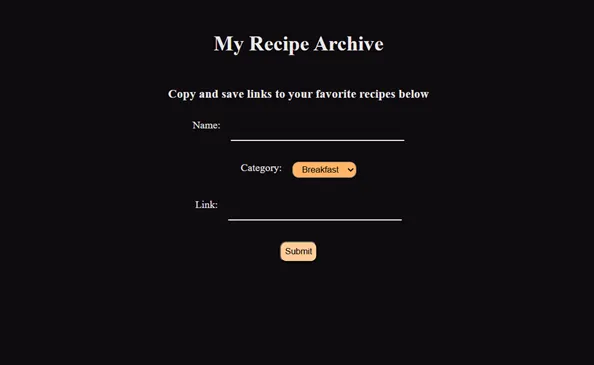 My Recipe Archive
Copy and save links to your favorite recipes below
Name:
Category: Breakfast
Link:
Submit